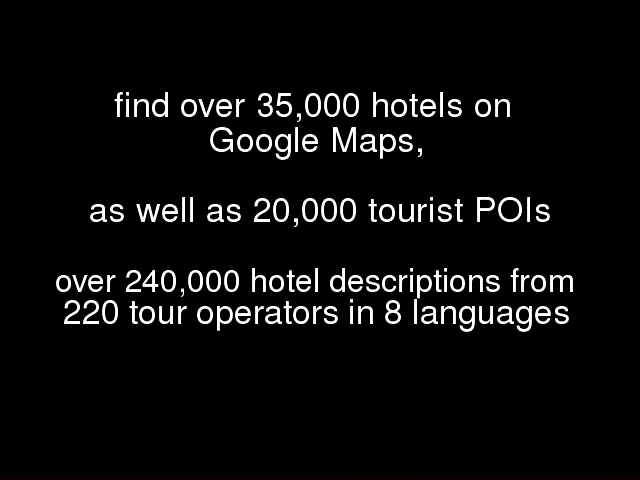 find over 35,000 hotels on
Google Maps,
as well as 20,000 tourist POIs
over 240,000 hotel descriptions from
220 tour operators in 8 languages